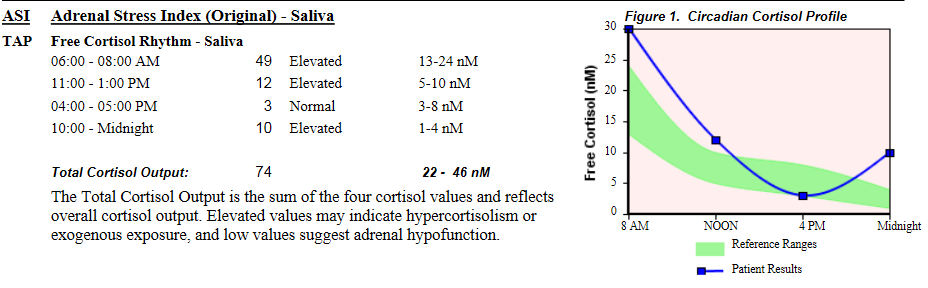 ASI Adrenal Stress Index (Original) - Saliva
TAP Free Cortisol Rhythm - Saliva
06:00 - 08:00 AM 49 Elevated 13-24 nM
11:00 - 1:00 PM 12 Elevated 5-10 nM
04:00 - 05:00 PM 3 Normal 3-8 nM
10:00 - Midnight 10 Elevated 1-4 nM
Total Cortisol Output: 74 22 - 46 nM
The Total Cortisol Output is the sum of the four cortisol values and reflects
overall cortisol output. Elevated values may indicate hypercortisolism or
exogenous exposure, and low values suggest adrenal hypofunction.
Figure 1. Circadian Cortisol Profile
Free Cortisol (nM)
30
25
20
15
10
5
0
8 AM NOON 4 PM Midnight
Reference Ranges
Patient Results